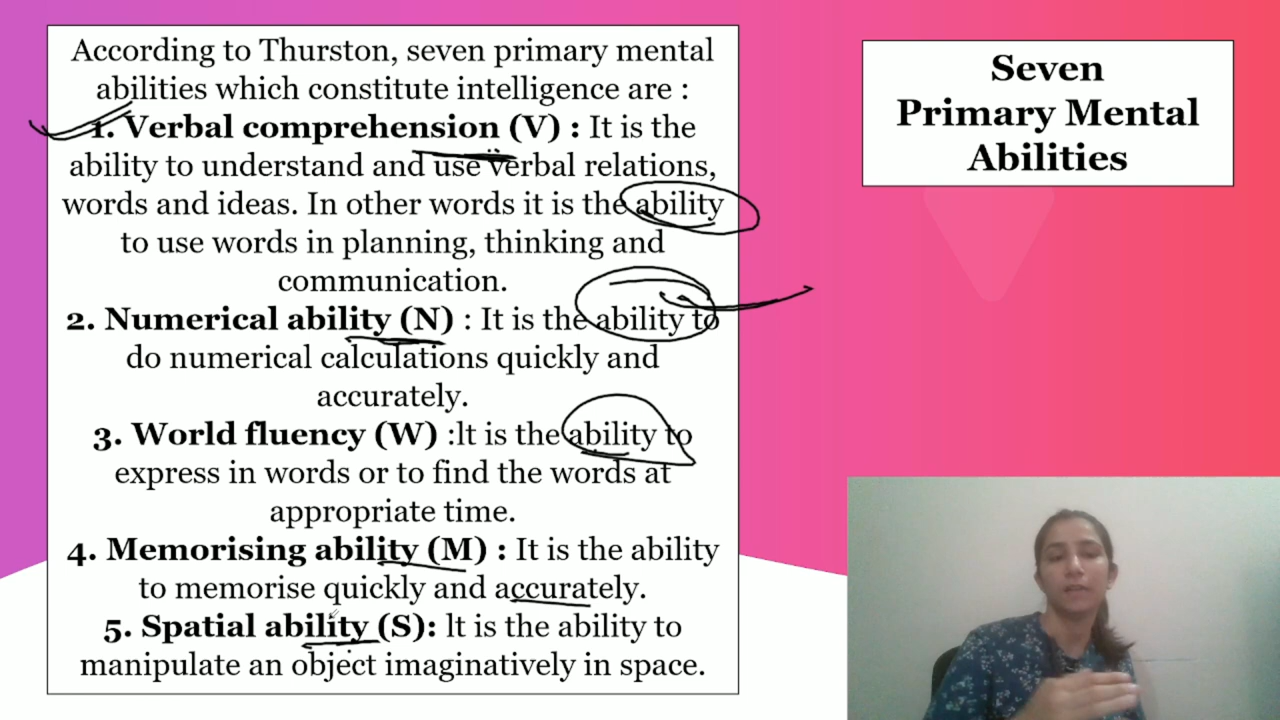 According to Thurston, seven primary mental
abilities which constitute intelligence are :
1. Verbal comprehension (V) : It is the
ability to understand and use verbal relations,
words and ideas. In other words it is the ability
to use words in planning, thinking and
communication.
2. Numerical ability (N) : It is the ability to
do numerical calculations quickly and
accurately.
3. World fluency (W) :lt is the ability to
express in words or to find the words at
appropriate time.
4. Memorising ability (M) : It is the ability
to memorise quickly and accurately.
5. Spatial ability (S): lt is the ability to
manipulate an object imaginatively in space.
Seven
Primary Mental
Abilities